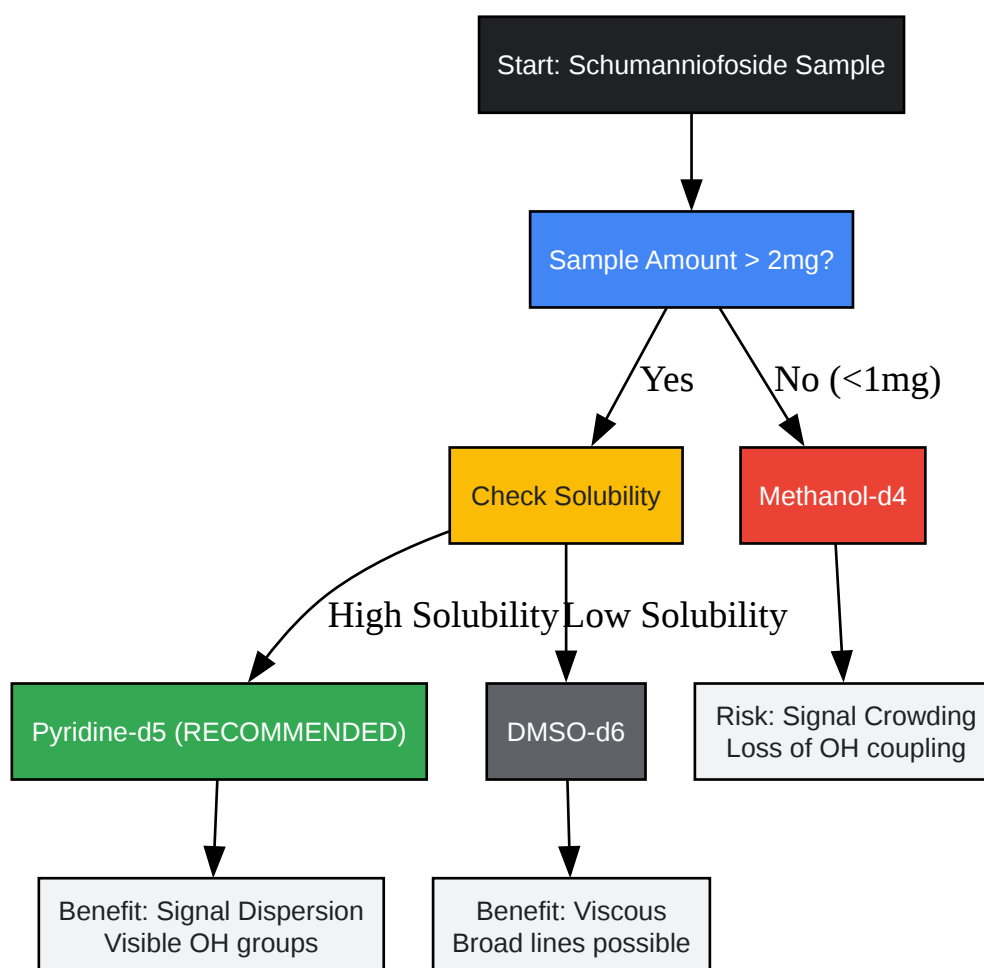 Start: Schumanniofoside Sample
Sample Amount > 2mg?
Yes
No (<1mg)
Check Solubility
Methanol-d4
High Solubility
Low Solubility
Pyridine-d5 (RECOMMENDED)
DMSO-d6
Risk: Signal Crowding
Loss of OH coupling
Benefit: Signal Dispersion
Visible OH groups
Benefit: Viscous
Broad lines possible